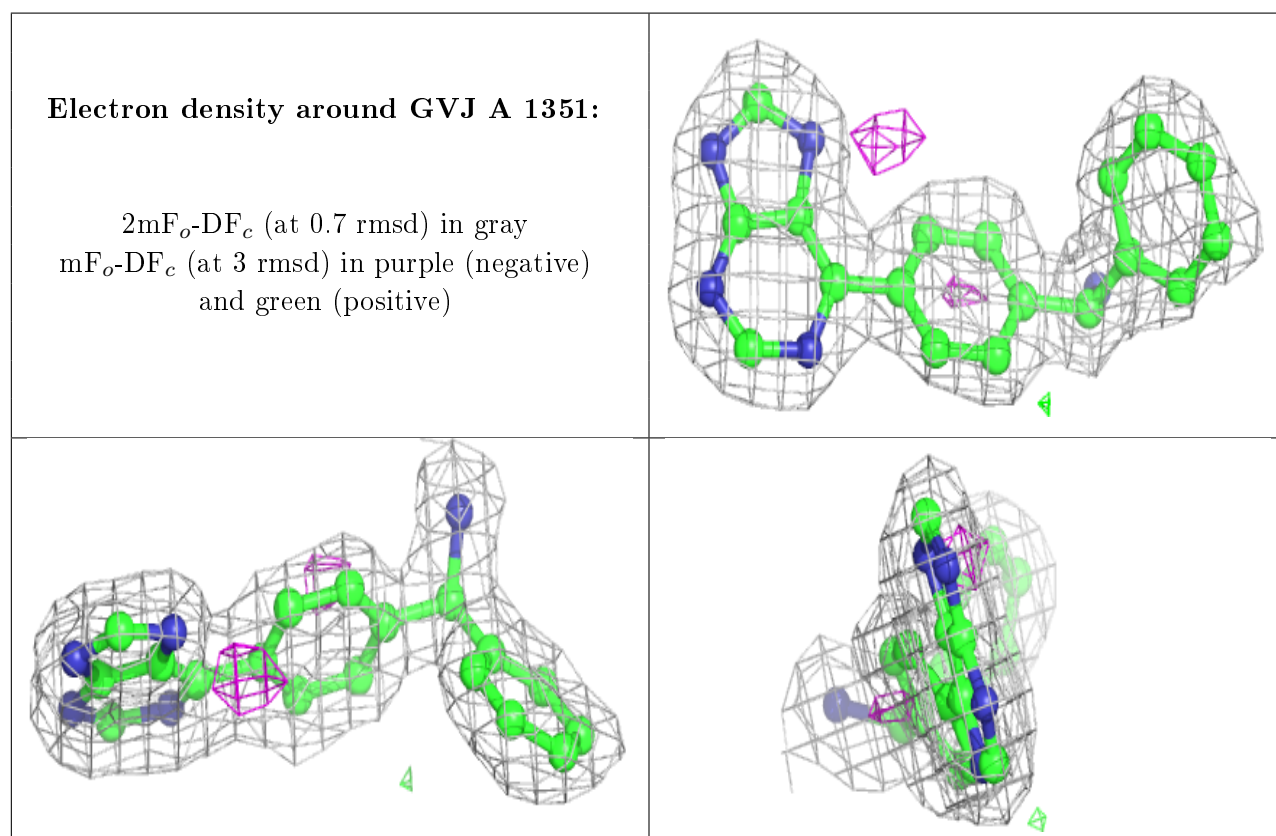 Electron density around GVJ A 1351:
2mFo-DFc (at 0.7 rmsd) in gray
mFo-DFc (at 3 rmsd) in purple (negative)
and green (positive)